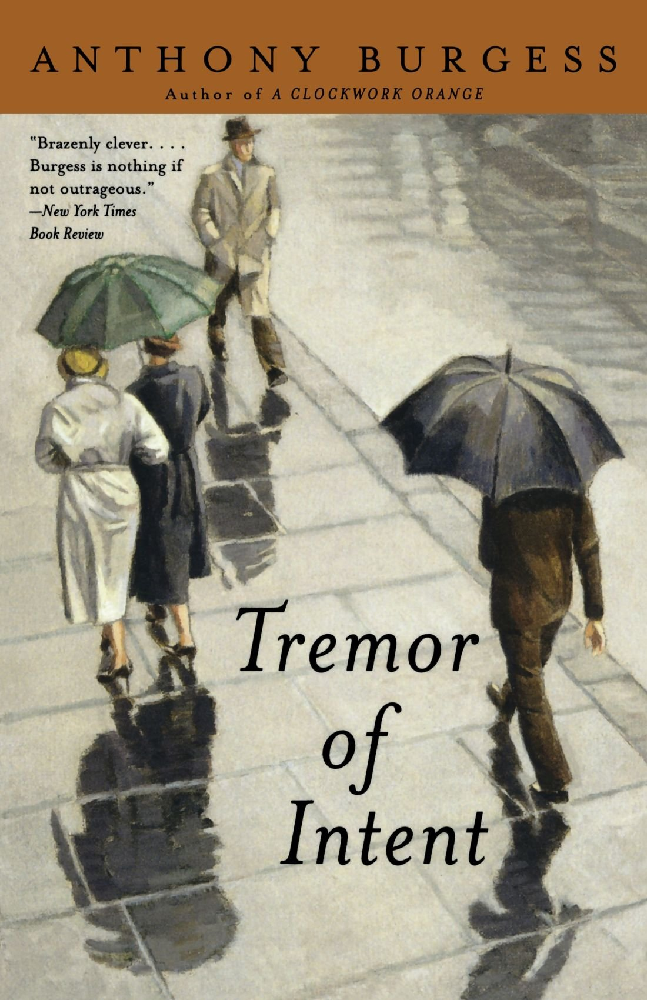 ANTHONY BURGESS
Author of A CLOCKWORK ORANGE
"Brazenly clever. . . .
Burgess is nothing if
not outrageous."
—New York Times
Book Review
Tremor
of
Intent